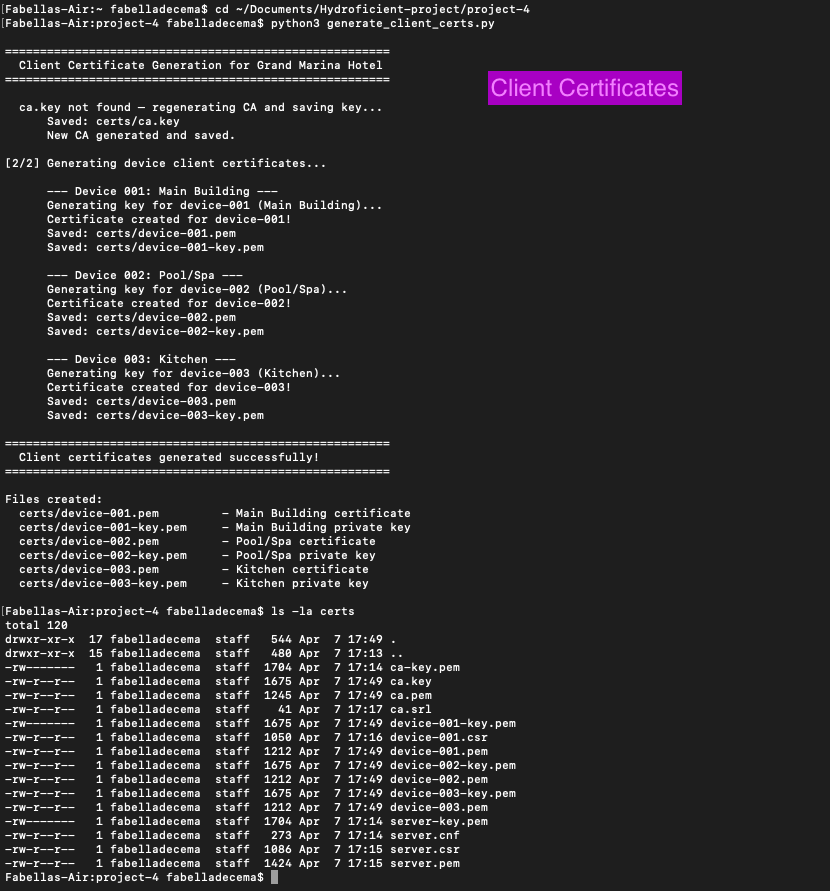 [Fabellas-Air:~ fabelladecema$ cd ~/Documents/Hydroficient-project/project-4
[Fabellas-Air:project-4 fabelladecema$ python3 generate_client_certs.py
=======================================================
  Client Certificate Generation for Grand Marina Hotel
=======================================================
Client Certificates
  ca.key not found — regenerating CA and saving key...
      Saved: certs/ca.key
      New CA generated and saved.
[2/2] Generating device client certificates...
      --- Device 001: Main Building ---
      Generating key for device-001 (Main Building)...
      Certificate created for device-001!
      Saved: certs/device-001.pem
      Saved: certs/device-001-key.pem
      --- Device 002: Pool/Spa ---
      Generating key for device-002 (Pool/Spa)...
      Certificate created for device-002!
      Saved: certs/device-002.pem
      Saved: certs/device-002-key.pem
      --- Device 003: Kitchen ---
      Generating key for device-003 (Kitchen)...
      Certificate created for device-003!
      Saved: certs/device-003.pem
      Saved: certs/device-003-key.pem
=======================================================
  Client certificates generated successfully!
=======================================================
Files created:
  certs/device-001.pem         - Main Building certificate
  certs/device-001-key.pem     - Main Building private key
  certs/device-002.pem         - Pool/Spa certificate
  certs/device-002-key.pem     - Pool/Spa private key
  certs/device-003.pem         - Kitchen certificate
  certs/device-003-key.pem     - Kitchen private key
[Fabellas-Air:project-4 fabelladecema$ ls -la certs
total 120
drwxr-xr-x  17 fabelladecema  staff   544 Apr  7 17:49 .
drwxr-xr-x  15 fabelladecema  staff   480 Apr  7 17:13 ..
-rw-------   1 fabelladecema  staff  1704 Apr  7 17:14 ca-key.pem
-rw-r--r--   1 fabelladecema  staff  1675 Apr  7 17:49 ca.key
-rw-r--r--   1 fabelladecema  staff  1245 Apr  7 17:49 ca.pem
-rw-r--r--   1 fabelladecema  staff    41 Apr  7 17:17 ca.srl
-rw-------   1 fabelladecema  staff  1675 Apr  7 17:49 device-001-key.pem
-rw-r--r--   1 fabelladecema  staff  1050 Apr  7 17:16 device-001.csr
-rw-r--r--   1 fabelladecema  staff  1212 Apr  7 17:49 device-001.pem
-rw-r--r--   1 fabelladecema  staff  1675 Apr  7 17:49 device-002-key.pem
-rw-r--r--   1 fabelladecema  staff  1212 Apr  7 17:49 device-002.pem
-rw-r--r--   1 fabelladecema  staff  1675 Apr  7 17:49 device-003-key.pem
-rw-r--r--   1 fabelladecema  staff  1212 Apr  7 17:49 device-003.pem
-rw-------   1 fabelladecema  staff  1704 Apr  7 17:14 server-key.pem
-rw-r--r--   1 fabelladecema  staff   273 Apr  7 17:14 server.cnf
-rw-r--r--   1 fabelladecema  staff  1086 Apr  7 17:15 server.csr
-rw-r--r--   1 fabelladecema  staff  1424 Apr  7 17:15 server.pem
Fabellas-Air:project-4 fabelladecema$